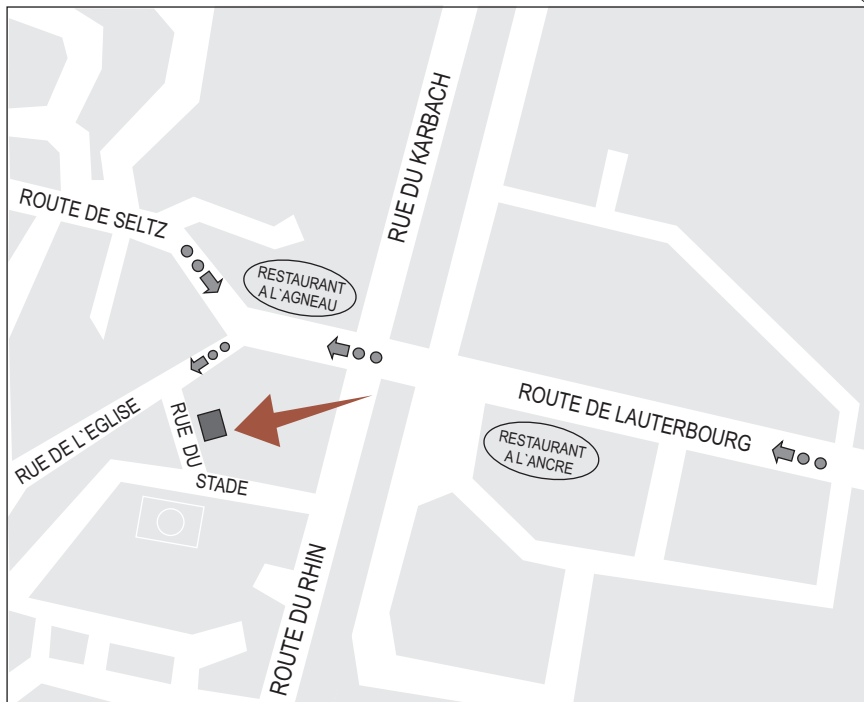 RUE DU KARBACH
ROUTE DE SELTZ
RESTAURANT
A L`AGNEAU
ROUTE DE LAUTERBOURG
RUE DE L`EGLISE
RUE DU
STADE
RESTAURANT
A L`ANCRE
ROUTE DU RHIN